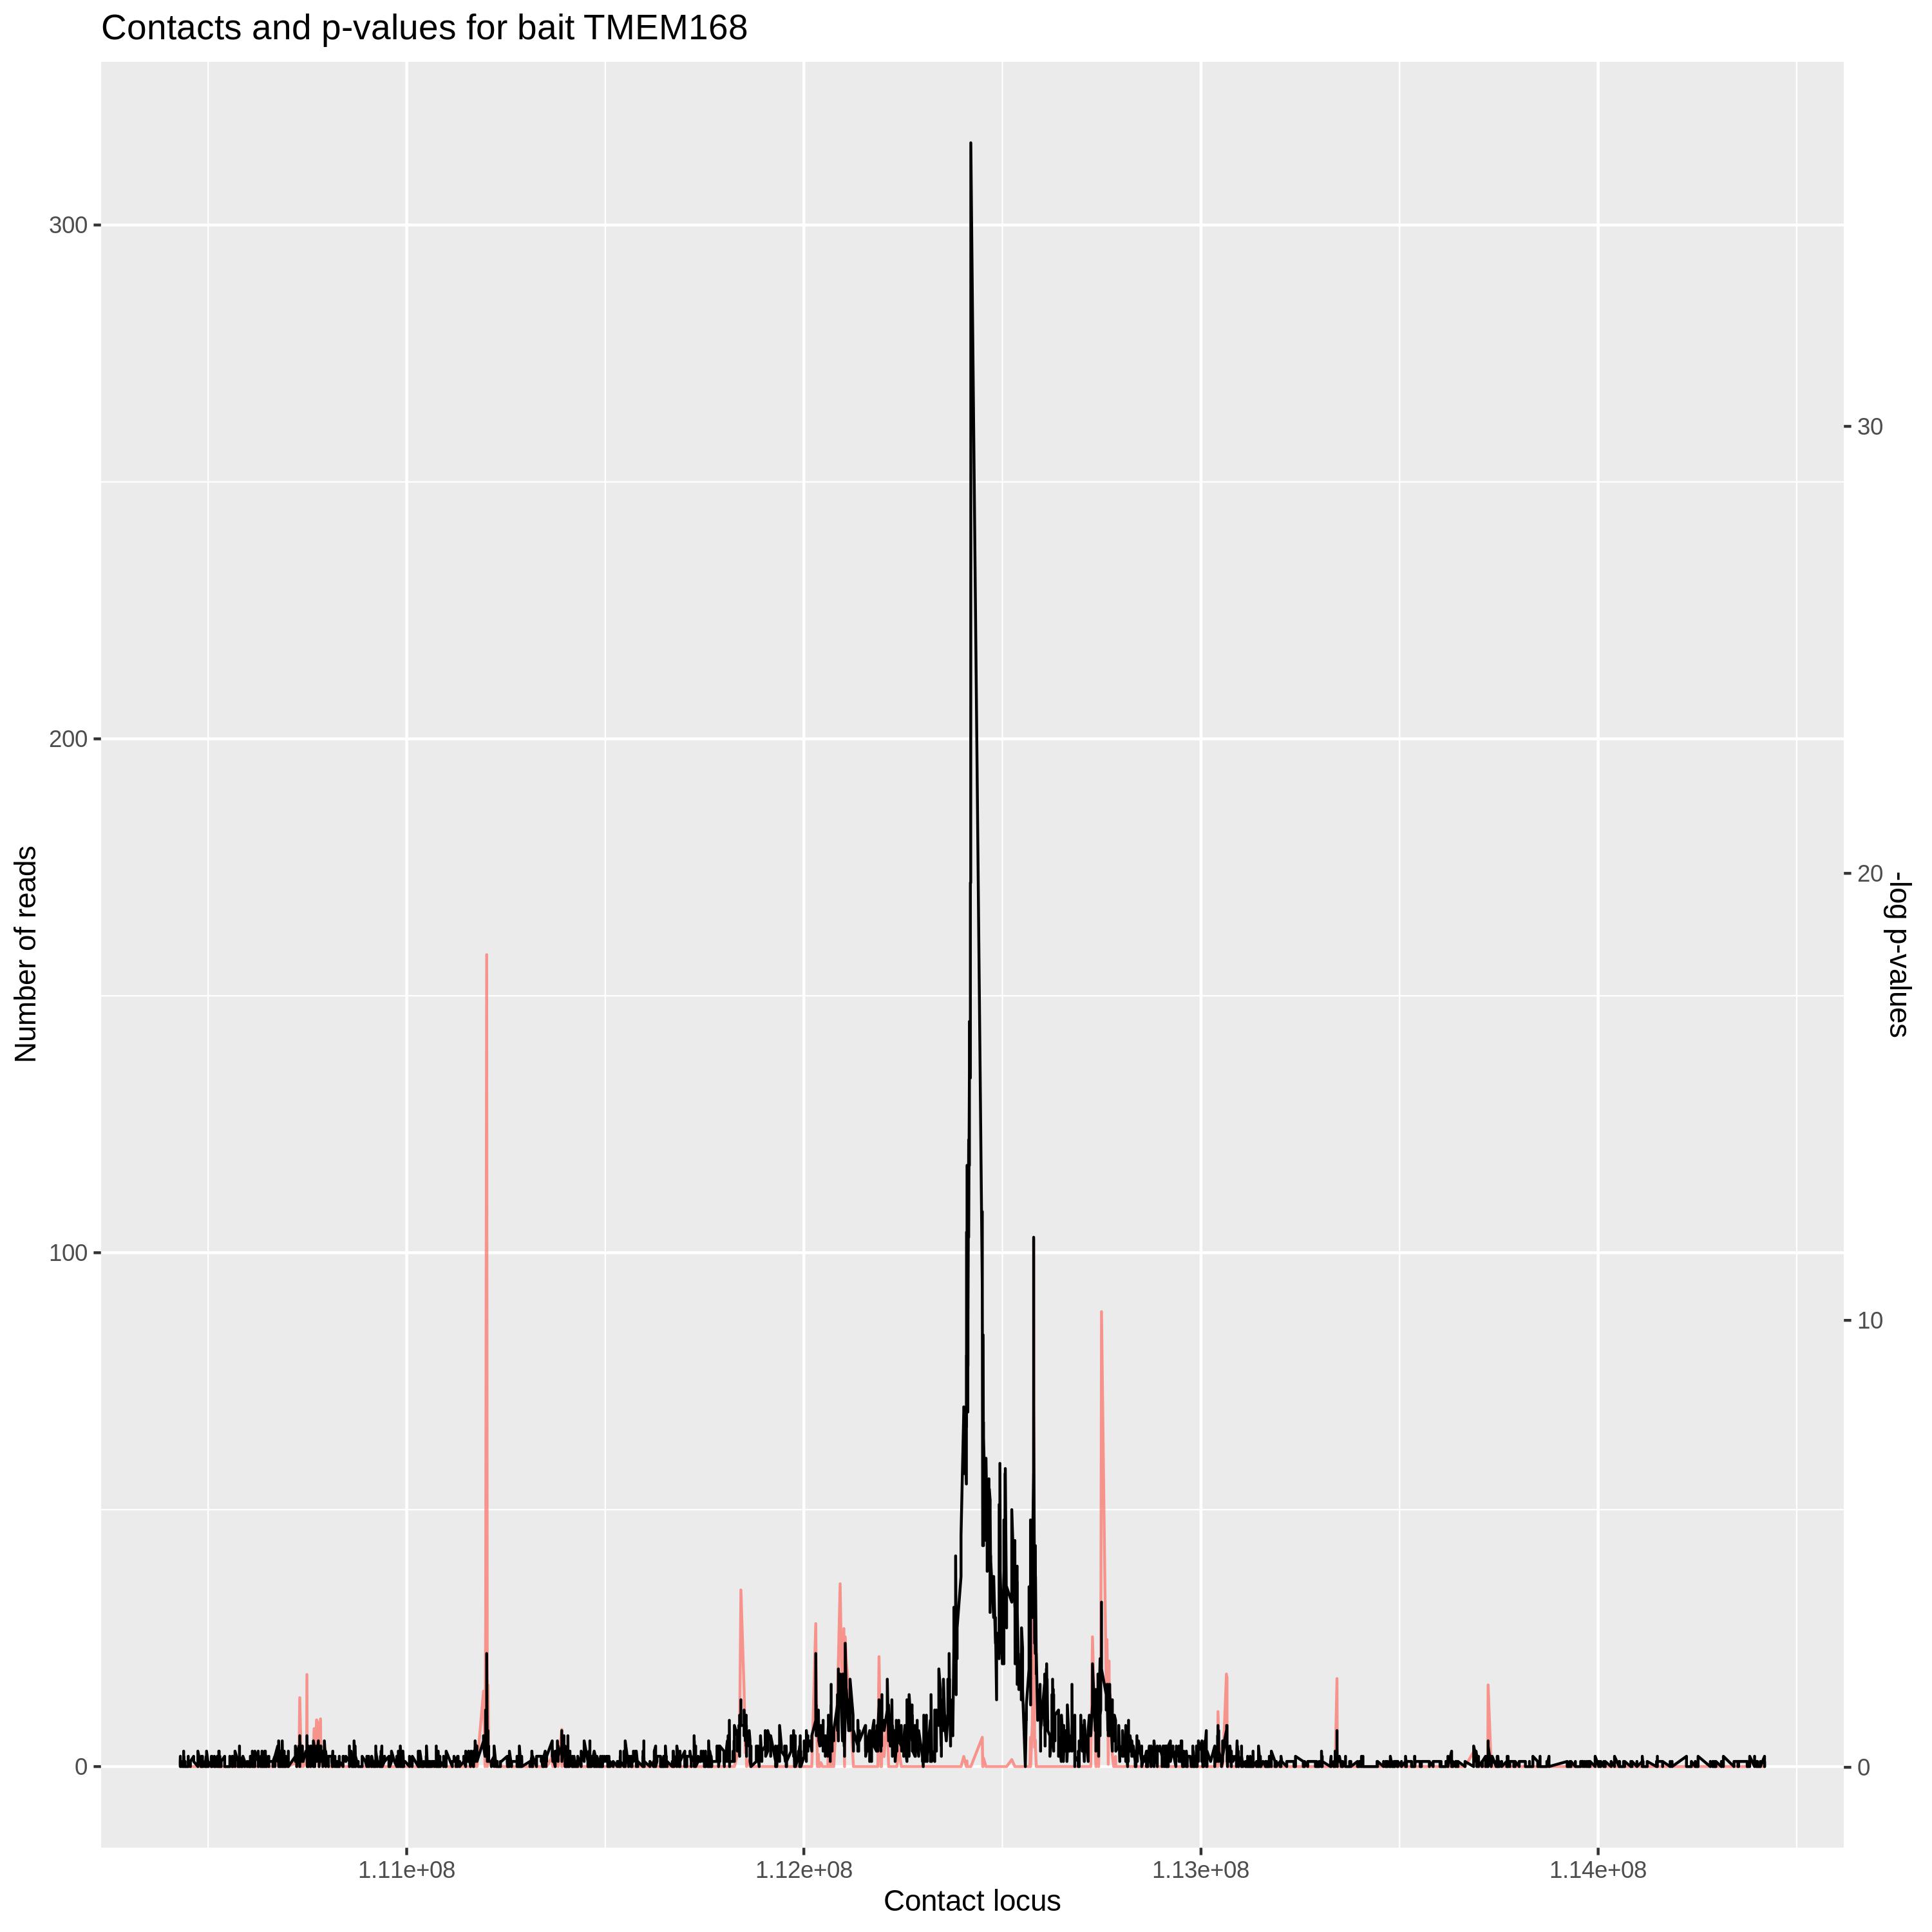 Contacts and p-values for bait TMEM168
300
200
100
0
Number of reads
30
20
10
0
-log p-values
1.11e+08
1.12e+08
1.13e+08
1.14e+08
Contact locus